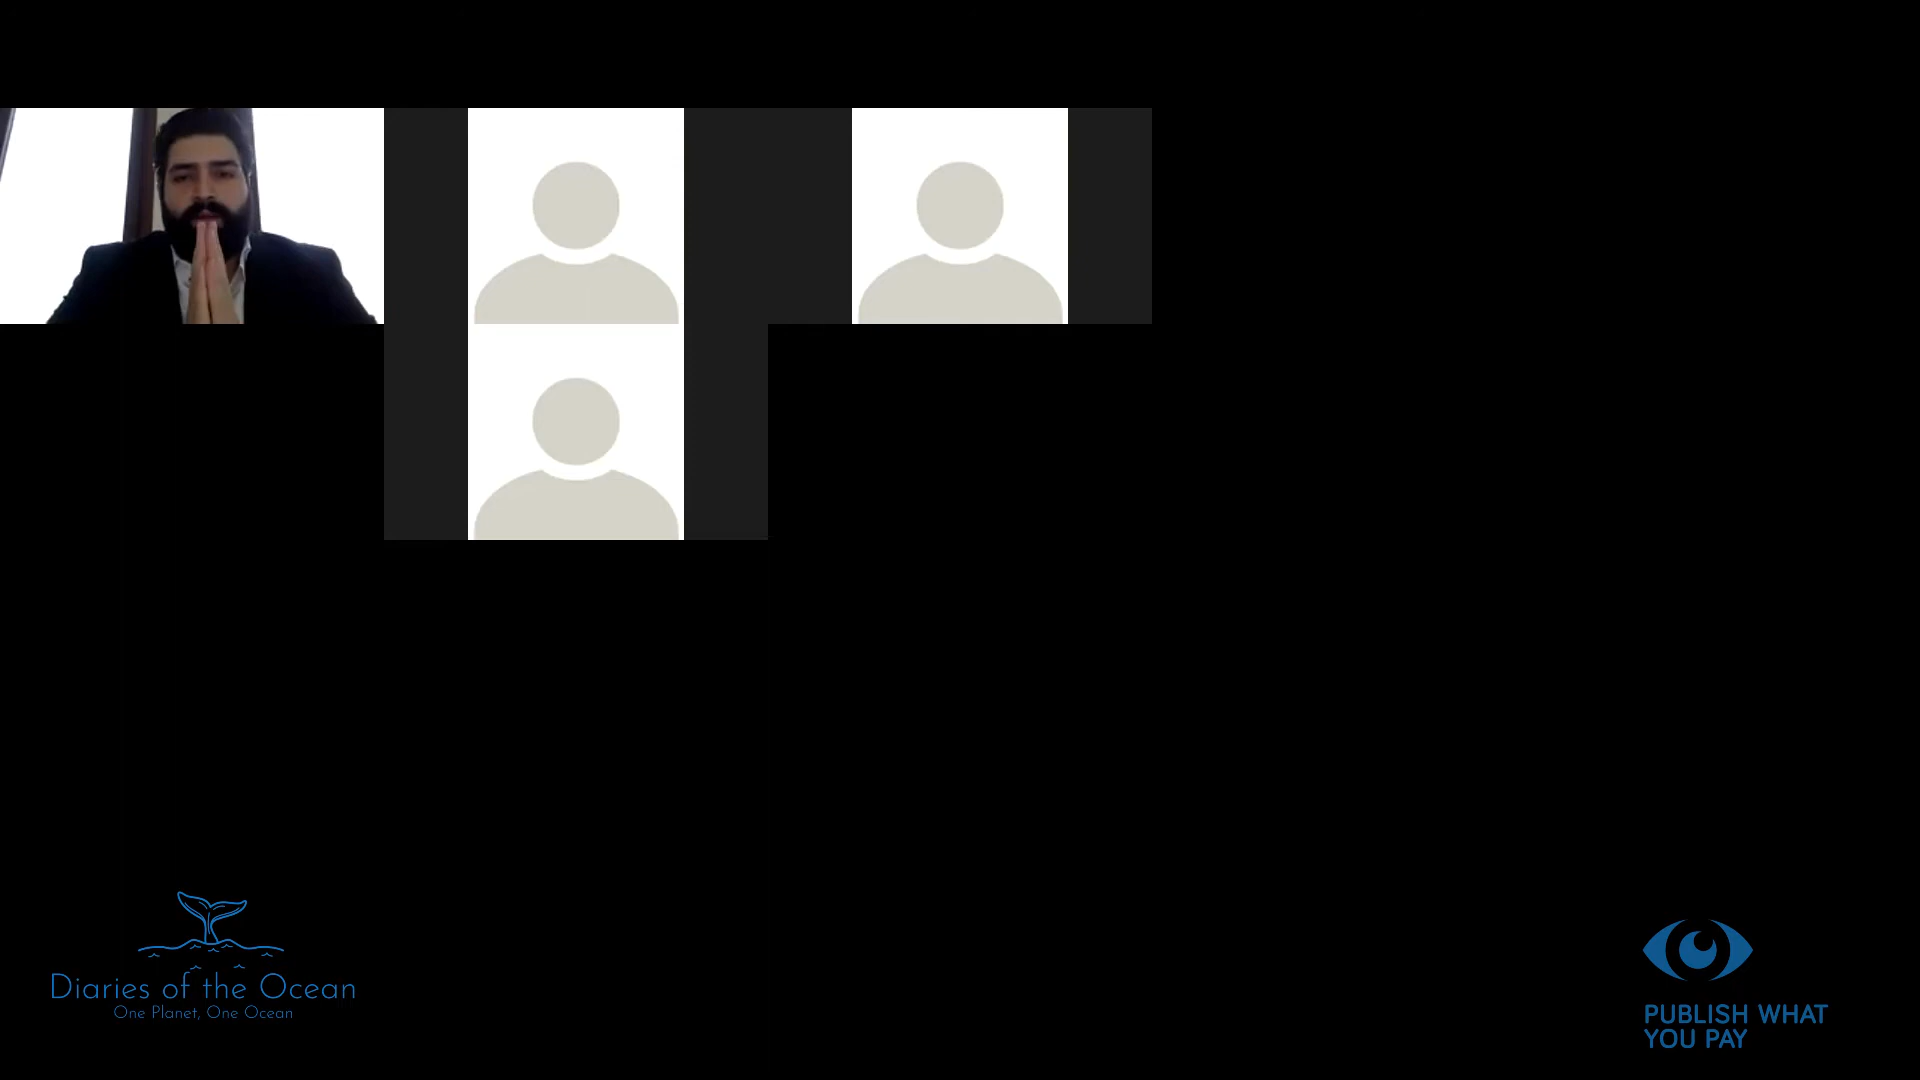 Diaries of the Ocean
One Planet, One Ocean
PUBLISH WHAT
YOU PAY